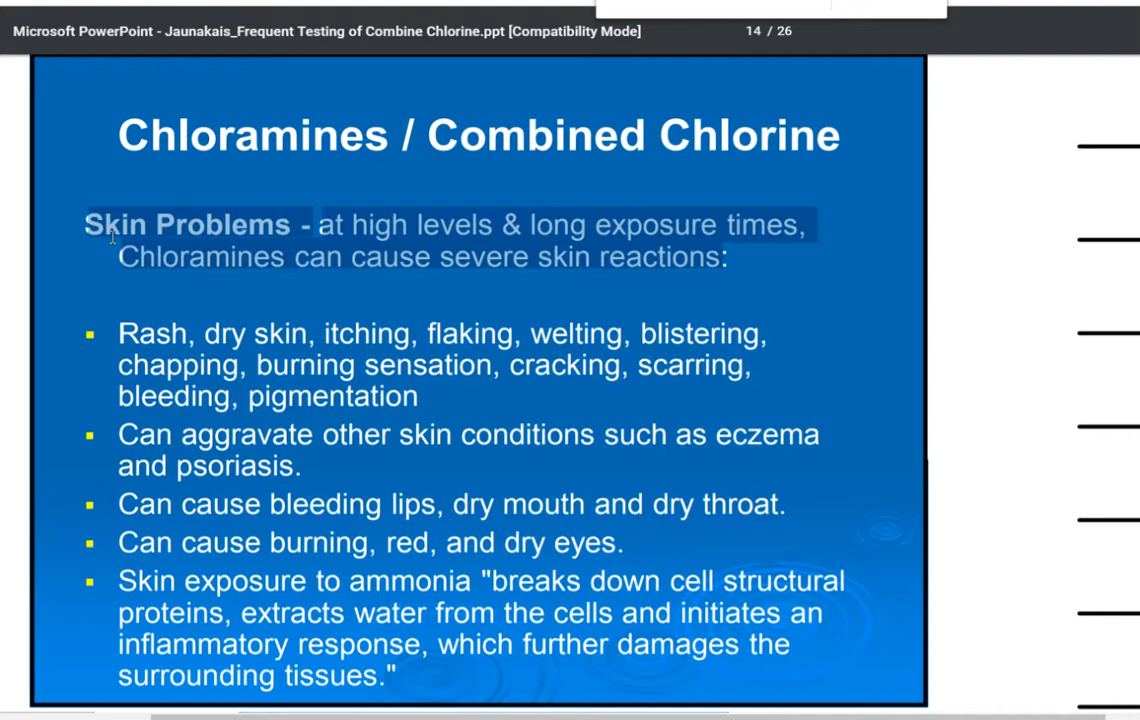 Microsoft PowerPoint - Jaunakais_Frequent Testing of Combine Chlorine.ppt [Compatibility Mode] 14 / 26
Chloramines / Combined Chlorine
Skin Problems - at high levels & long exposure times,
Chloramines can cause severe skin reactions:
▪ Rash, dry skin, itching, flaking, welting, blistering,
chapping, burning sensation, cracking, scarring,
bleeding, pigmentation
▪ Can aggravate other skin conditions such as eczema
and psoriasis.
▪ Can cause bleeding lips, dry mouth and dry throat.
▪ Can cause burning, red, and dry eyes.
▪ Skin exposure to ammonia "breaks down cell structural
proteins, extracts water from the cells and initiates an
inflammatory response, which further damages the
surrounding tissues."